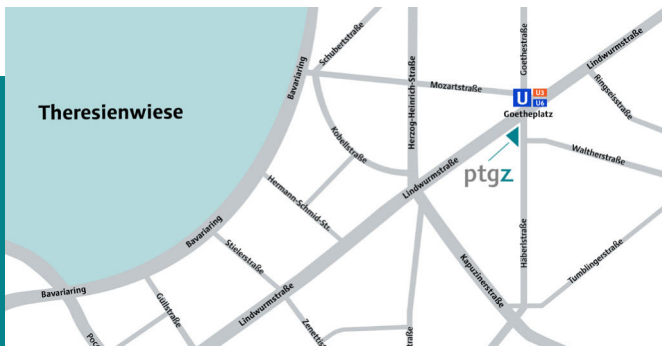 Schubertstraße
Goethestraße
Lindwurmstraße
Bavariaring
Mozartstraße
Herzog-Heinrich-Straße
U
U3
U6
Goetheplatz
Ringseisstraße
Theresienwiese
Kobellstraße
Waltherstraße
ptgz
Lindwurmstraße
Hermann-Schmid-Str.
Bavariaring
Stielerstraße
Häberlstraße
Kapuzinerstraße
Tumblingerstraße
Bavariaring
Güllstraße
Lindwurmstraße